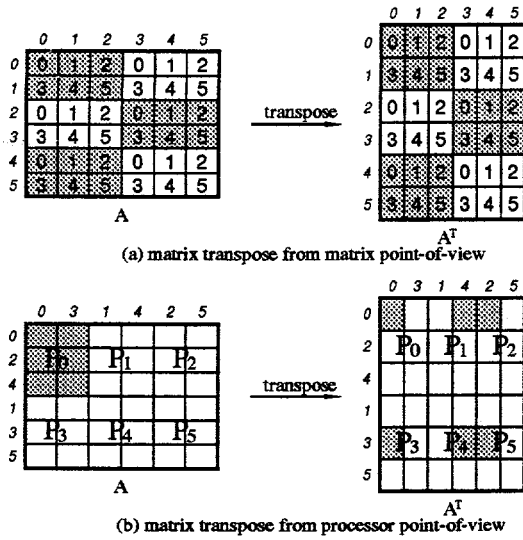 0 1 2 3 4 5
0 0 1 2 0 1 2
1 3 4 5 3 4 5
2 0 1 2 0 1 2
3 3 4 5 3 4 5
4 0 1 2 0 1 2
5 3 4 5 3 4 5
A
transpose
0 1 2 3 4 5
0 0 1 2 0 1 2
1 3 4 5 3 4 5
2 0 1 2 0 1 2
3 3 4 5 3 4 5
4 0 1 2 0 1 2
5 3 4 5 3 4 5
Aᵀ
(a) matrix transpose from matrix point-of-view
0 3 1 4 2 5
0
2 P₀ P₁ P₂
4
1
3 P₃ P₄ P₅
5
A
transpose
0 3 1 4 2 5
0
2 P₀ P₁ P₂
4
1
3 P₃ P₄ P₅
5
Aᵀ
(b) matrix transpose from processor point-of-view